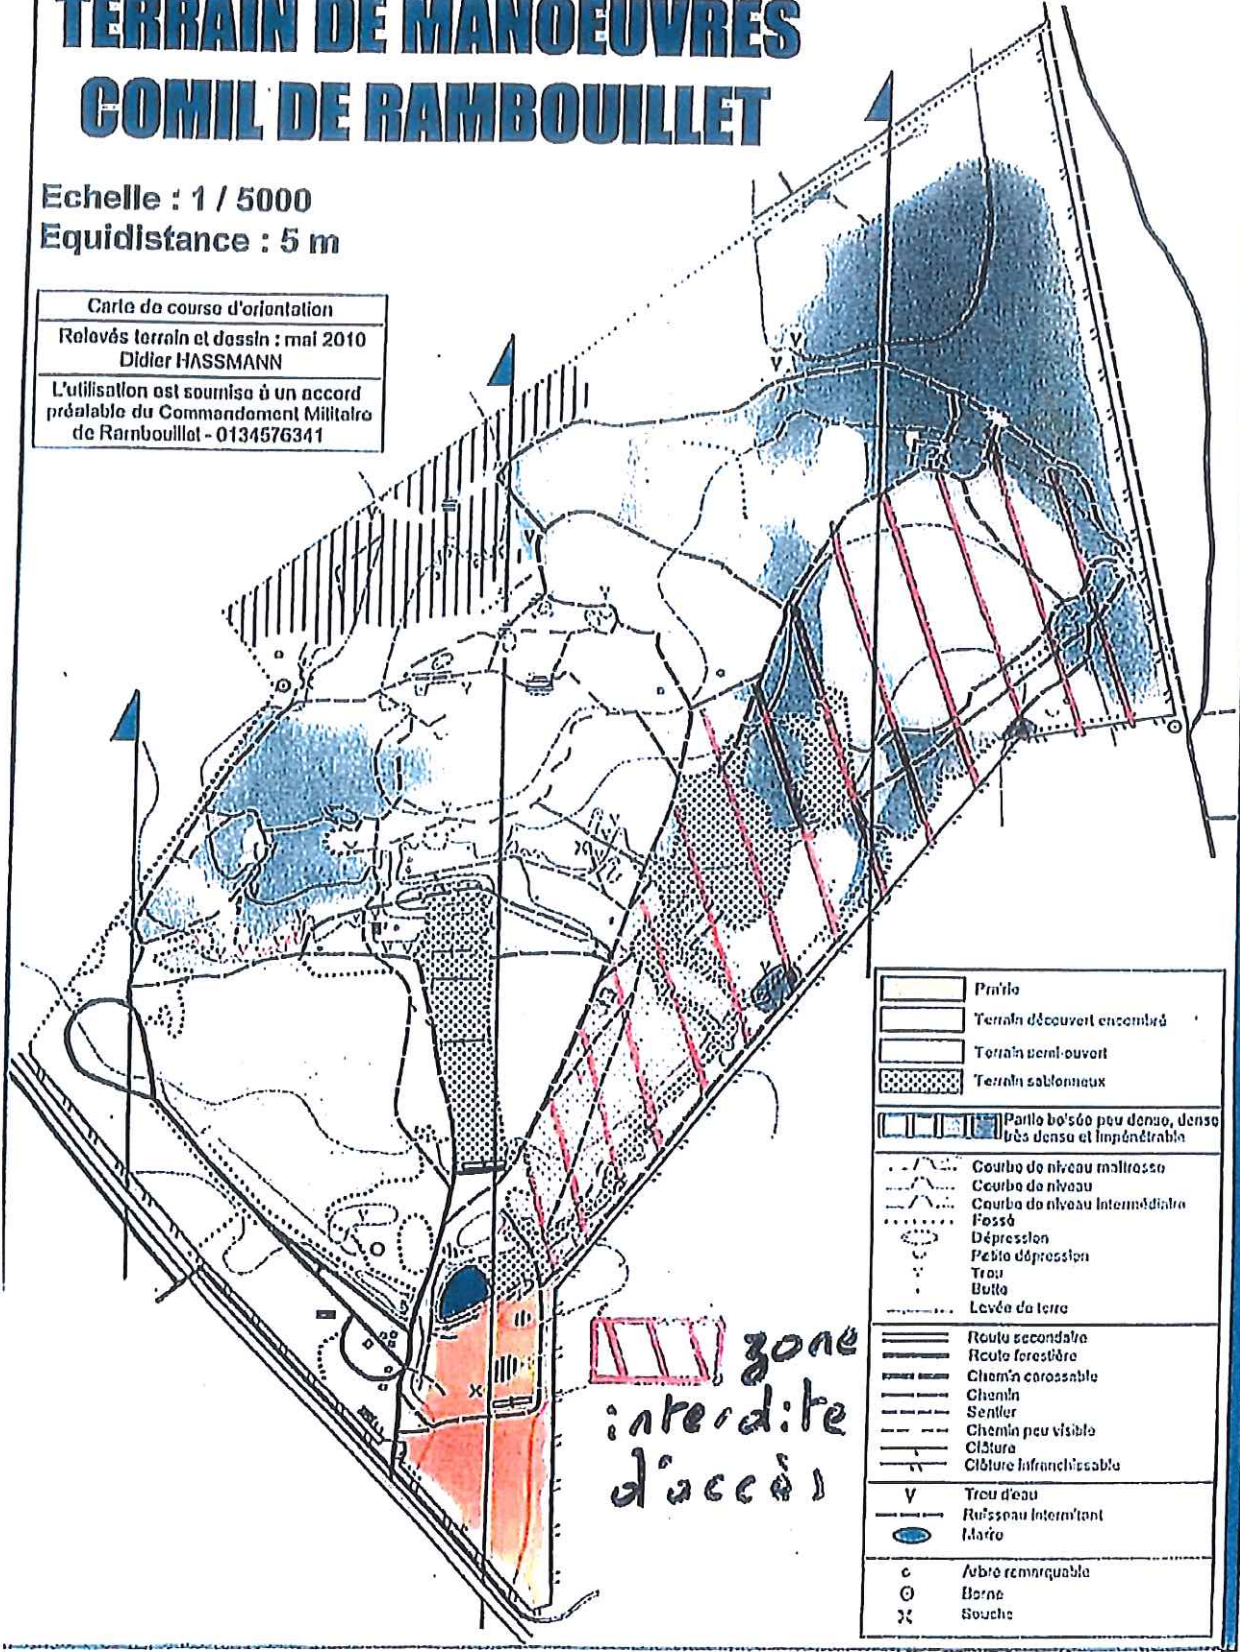 TERRAIN DE MANOEUVRES
COMIL DE RAMBOUILLET
Echelle : 1 / 5000
Equidistance : 5 m
Carte de course d'orientation
Relevés terrain et dessin : mai 2010
Didier HASSMANN
L'utilisation est soumise à un accord
préalable du Commandement Militaire
de Rambouillet - 0134576341
zone
interdite
d'accès
Prairie
Terrain découvert encombré
Terrain semi-ouvert
Terrain sablonneux
Partie boisée peu dense, dense
très dense et impénétrable
Courbe de niveau maîtresse
Courbe de niveau
Courbe de niveau intermédiaire
Fossé
Dépression
Petite dépression
Trou
Butte
Levée de terre
Route secondaire
Route forestière
Chemin carossable
Chemin
Sentier
Chemin peu visible
Clôture
Clôture infranchissable
Trou d'eau
Ruisseau intermitant
Mare
Arbre remarquable
Borne
Souche